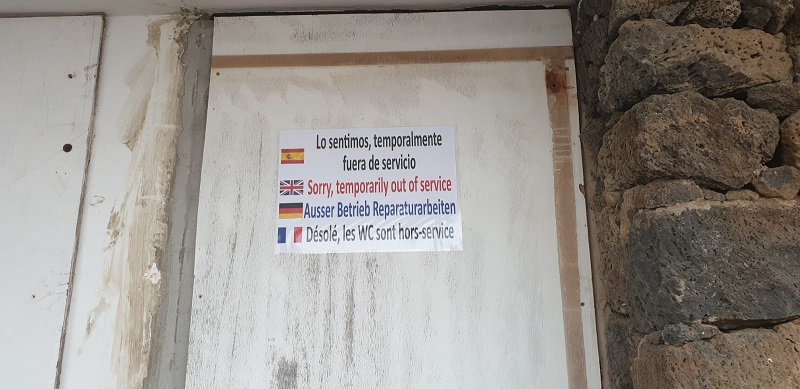 Lo sentimos, temporalmente
fuera de servicio
Sorry, temporarily out of service
Ausser Betrieb Reparaturarbeiten
Désolé, les WC sont hors-service